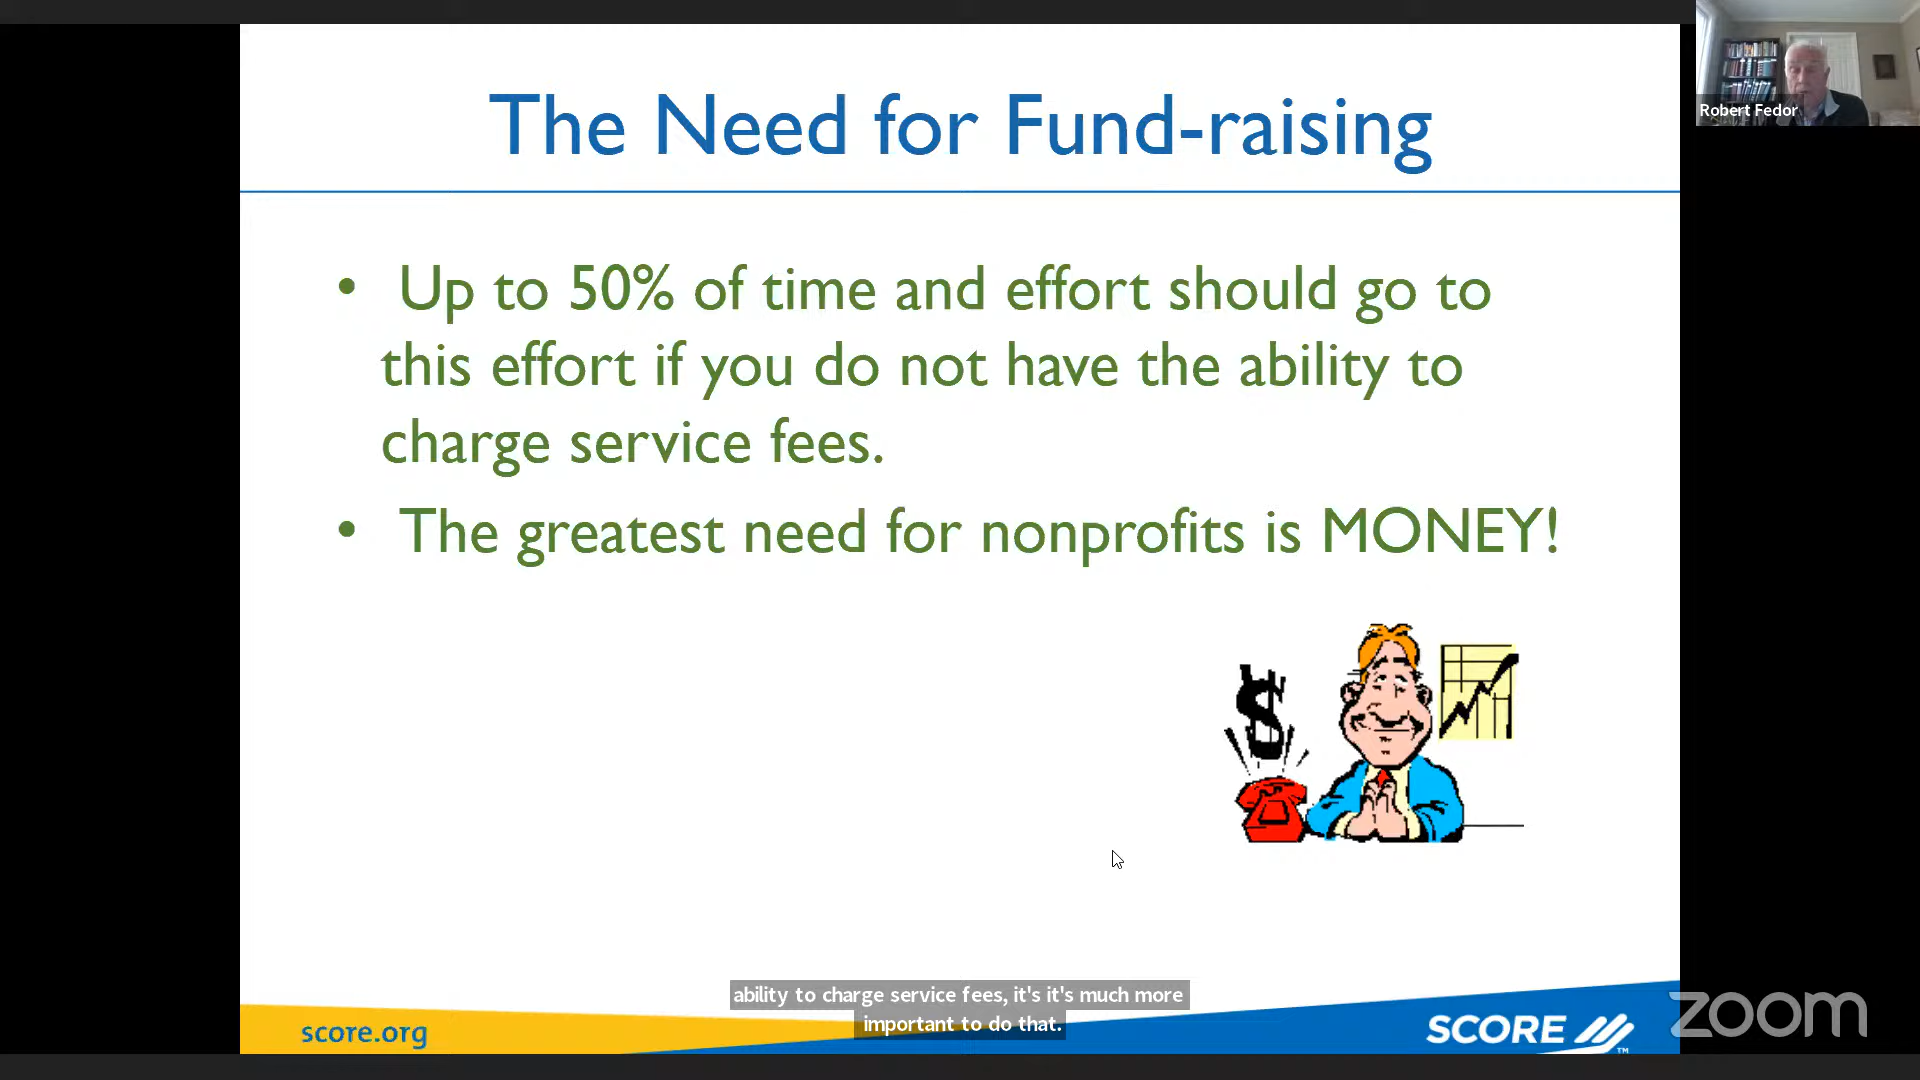 The Need for Fund-raising
Robert Fedor
• Up to 50% of time and effort should go to
this effort if you do not have the ability to
charge service fees.
• The greatest need for nonprofits is MONEY!
$
ability to charge service fees, it's it's much more
important to do that.
score.org
SCORE
TM
zoom